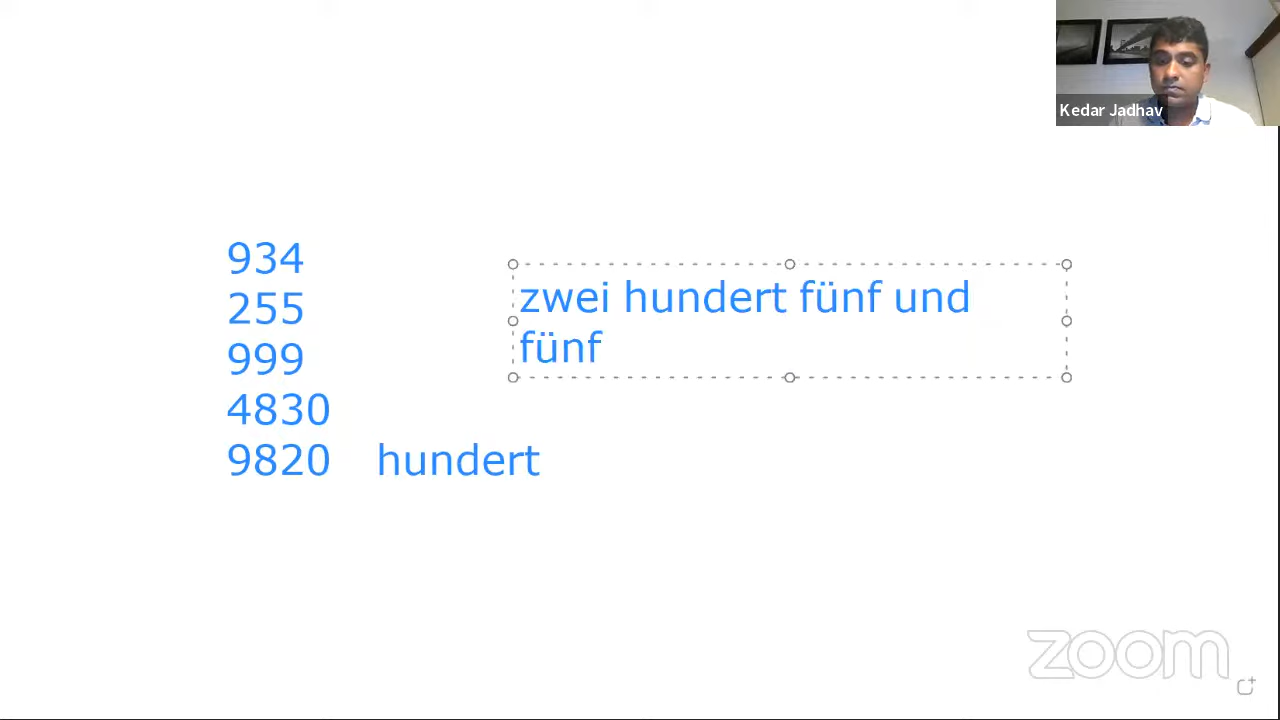 Kedar Jadhav
934
255
999
4830
9820 hundert
zwei hundert fünf und
fünf
zoom